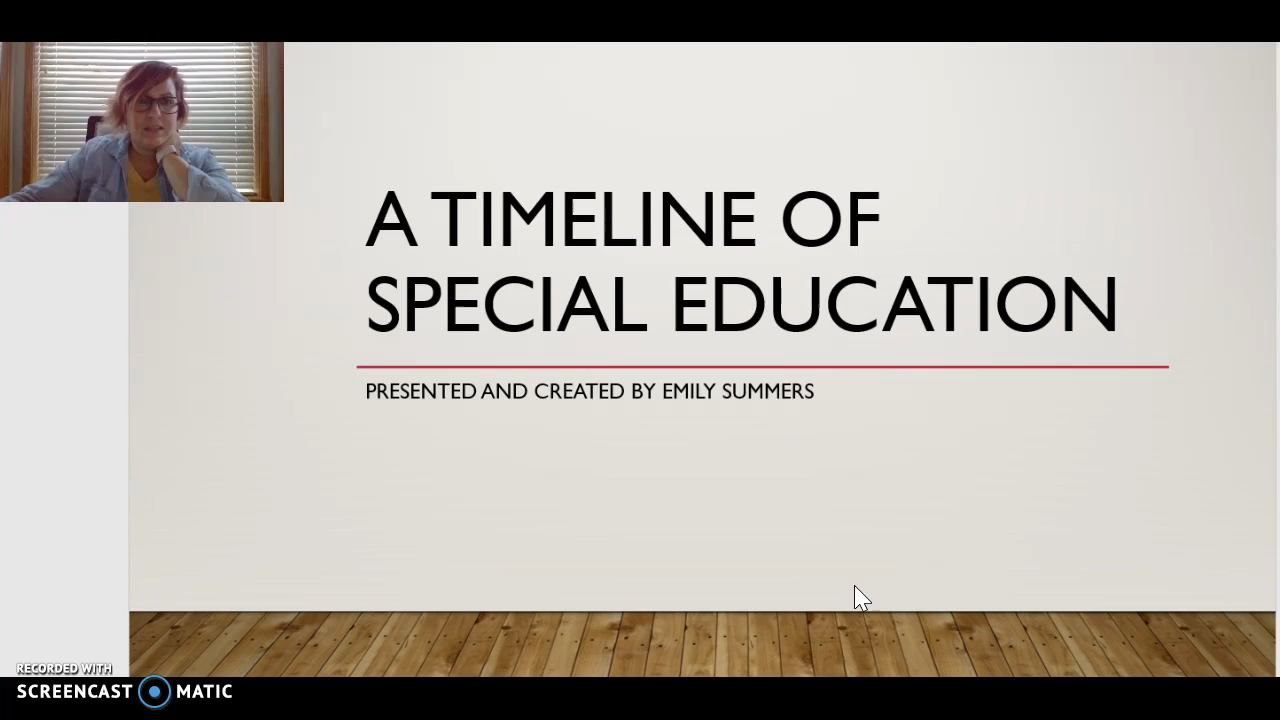 A TIMELINE OF
SPECIAL EDUCATION
PRESENTED AND CREATED BY EMILY SUMMERS
RECORDED WITH
SCREENCAST MATIC